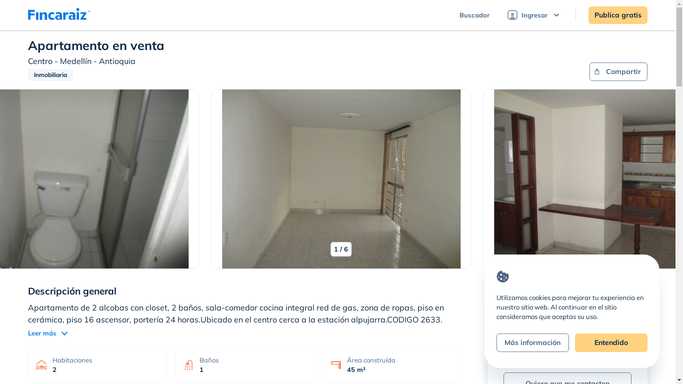 Fincaraiz
Buscador
Ingresar
Publica gratis
Apartamento en venta
Centro - Medellín - Antioquia
Inmobiliaria
Compartir
1 / 6
Descripción general
Apartamento de 2 alcobas con closet, 2 baños, sala-comedor cocina integral red de gas, zona de ropas, piso en
cerámica, piso 16 ascensor, portería 24 horas.Ubicado en el centro cerca a la estación alpujarra.CODIGO 2633.
Leer más
Habitaciones
2
Baños
1
Área construida
45 m²
Utilizamos cookies para mejorar tu experiencia en
nuestro sitio web. Al continuar en el sitio
consideramos que aceptas su uso.
Más información
Entendido
Quiero que me contacten